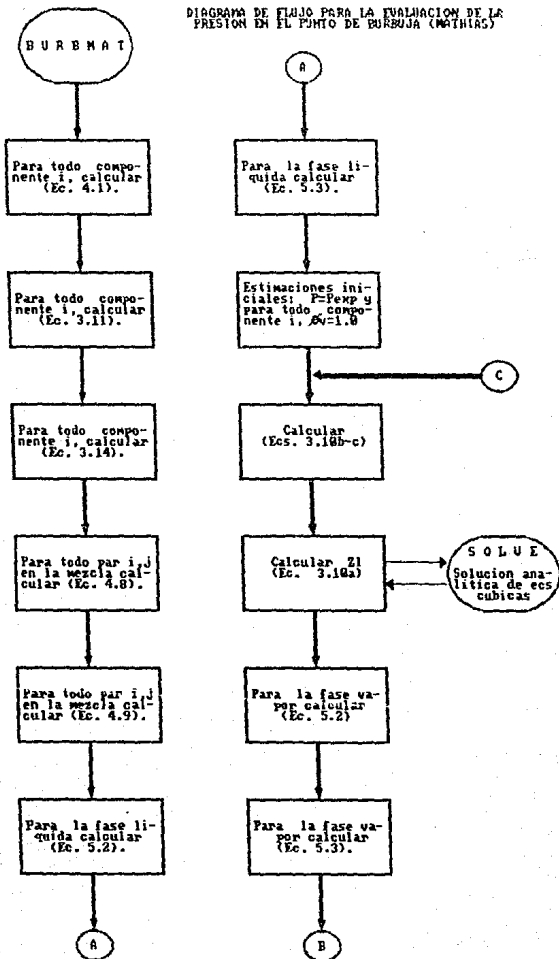 DIAGRAMA DE FLUJO PARA LA EVALUACION DE LA
PRESION EN EL PUNTO DE BURBUJA (MATHIAS)
B U R B M A T
Para todo compo-
nente i, calcular
(Ec. 4.1).
Para todo compo-
nente i, calcular
(Ec. 3.11).
Para todo compo-
nente i, calcular
(Ec. 3.14).
Para todo par i,j
en la mezcla cal-
cular (Ec. 4.8).
Para todo par i,j
en la mezcla cal-
cular (Ec. 4.9).
Para la fase lí-
quida calcular
(Ec. 5.2).
A
A
Para la fase lí-
quida calcular
(Ec. 5.3).
Estimaciones ini-
ciales: P=Pexp y
para todo compo-
nente i, Øv=1.0
C
Calcular
(Ecs. 3.10b-c)
Calcular Zl
(Ec. 3.10a)
S O L V E
Solucion ana-
litica de ecs
cubicas
Para la fase va-
por calcular
(Ec. 5.2)
Para la fase va-
por calcular
(Ec. 5.3).
B